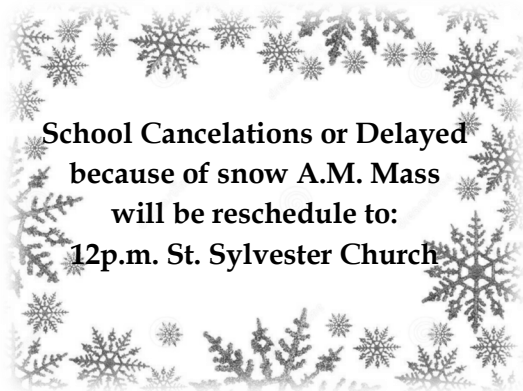 School Cancelations or Delayed
because of snow A.M. Mass
will be reschedule to:
12p.m. St. Sylvester Church